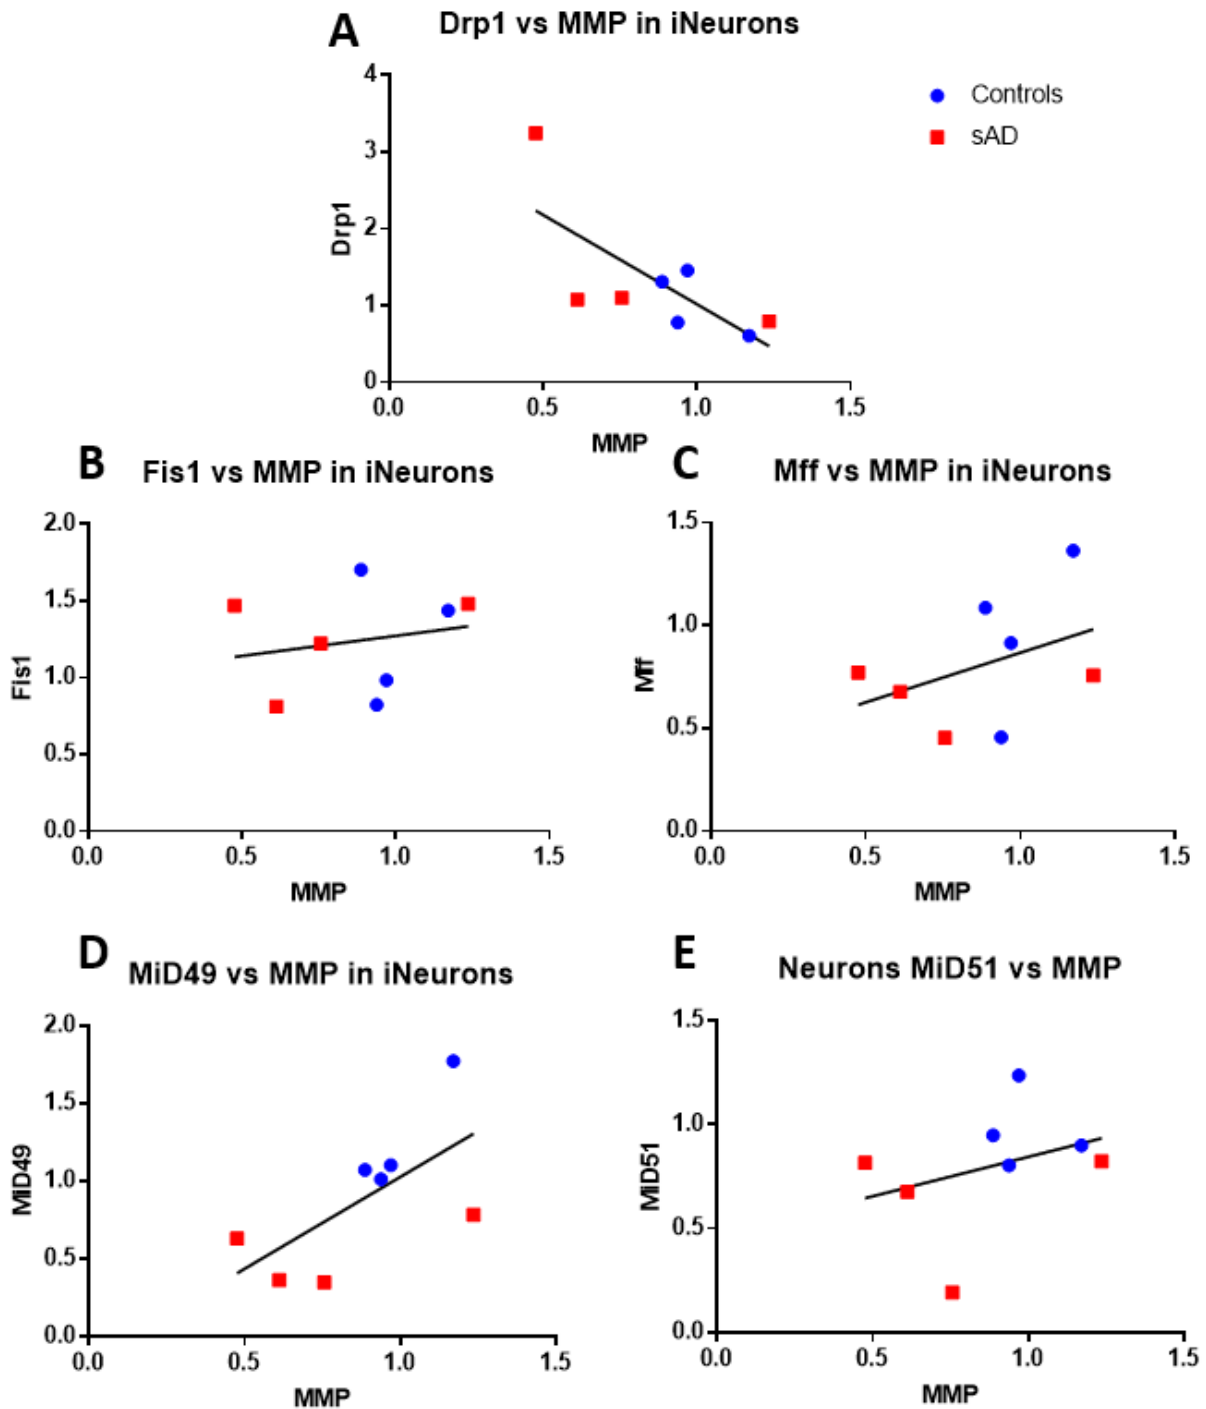 A
Drp1 vs MMP in iNeurons
Controls
sAD
4
3
2
1
0
Drp1
0.0
0.5
1.0
1.5
MMP
B
Fis1 vs MMP in iNeurons
2.0
1.5
1.0
0.5
0.0
Fis1
0.0
0.5
1.0
1.5
MMP
C
Mff vs MMP in iNeurons
1.5
1.0
0.5
0.0
Mff
0.0
0.5
1.0
1.5
MMP
D
MiD49 vs MMP in iNeurons
2.0
1.5
1.0
0.5
0.0
MiD49
0.0
0.5
1.0
1.5
MMP
E
Neurons MiD51 vs MMP
1.5
1.0
0.5
0.0
MiD51
0.0
0.5
1.0
1.5
MMP